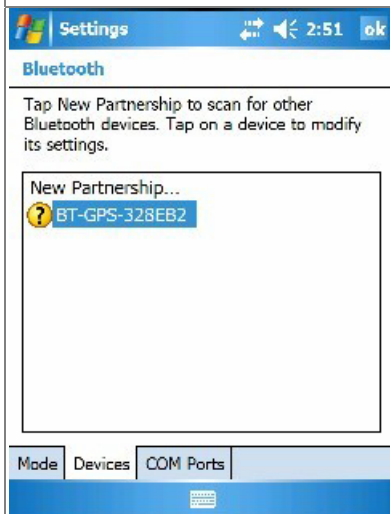 Settings 2:51 ok
Bluetooth
Tap New Partnership to scan for other
Bluetooth devices. Tap on a device to modify
its settings.
New Partnership...
? BT-GPS-328EB2
Mode Devices COM Ports